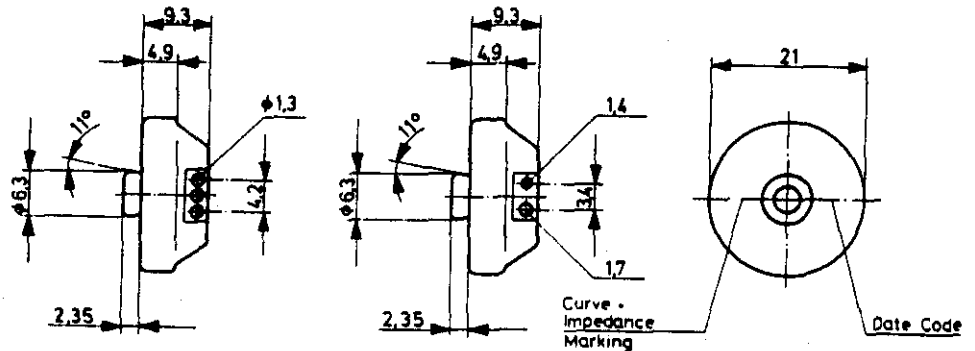 9,3
4,9
ϕ1,3
11°
ϕ6,3
4,2
2,35
9,3
4,9
1,4
11°
ϕ6,3
3,4
1,7
2,35
21
Curve •
Impedance
Marking
Date Code